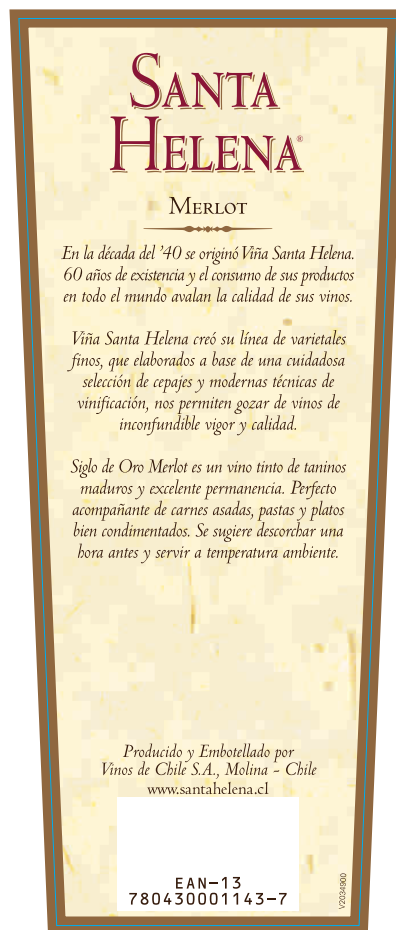 SANTA
HELENA®
MERLOT
En la década del '40 se originó Viña Santa Helena.
60 años de existencia y el consumo de sus productos
en todo el mundo avalan la calidad de sus vinos.
Viña Santa Helena creó su línea de varietales
finos, que elaborados a base de una cuidadosa
selección de cepajes y modernas técnicas de
vinificación, nos permiten gozar de vinos de
inconfundible vigor y calidad.
Siglo de Oro Merlot es un vino tinto de taninos
maduros y excelente permanencia. Perfecto
acompañante de carnes asadas, pastas y platos
bien condimentados. Se sugiere descorchar una
hora antes y servir a temperatura ambiente.
Producido y Embotellado por
Vinos de Chile S.A., Molina - Chile
www.santahelena.cl
EAN-13
780430001143-7
V2034900